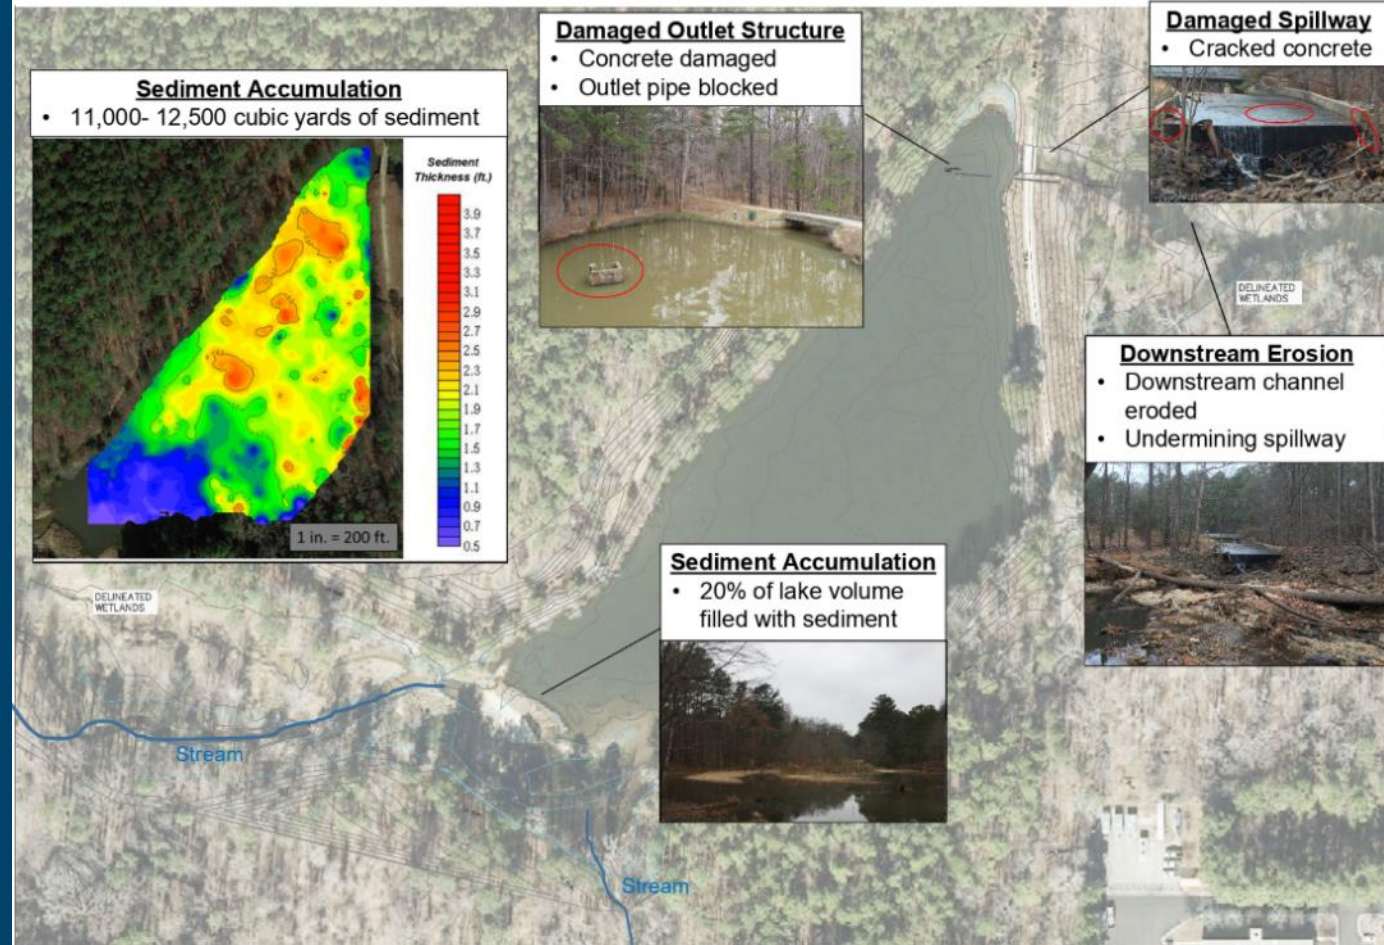 Sediment Accumulation
• 11,000- 12,500 cubic yards of sediment
Sediment
Thickness (ft.)
3.9
3.7
3.5
3.3
3.1
2.9
2.7
2.5
2.3
2.1
1.9
1.7
1.5
1.3
1.1
0.9
0.7
0.5
1 in. = 200 ft.
Damaged Outlet Structure
• Concrete damaged
• Outlet pipe blocked
Damaged Spillway
• Cracked concrete
DELINEATED
WETLANDS
Downstream Erosion
• Downstream channel
eroded
• Undermining spillway
Sediment Accumulation
• 20% of lake volume
filled with sediment
DELINEATED
WETLANDS
Stream
Stream